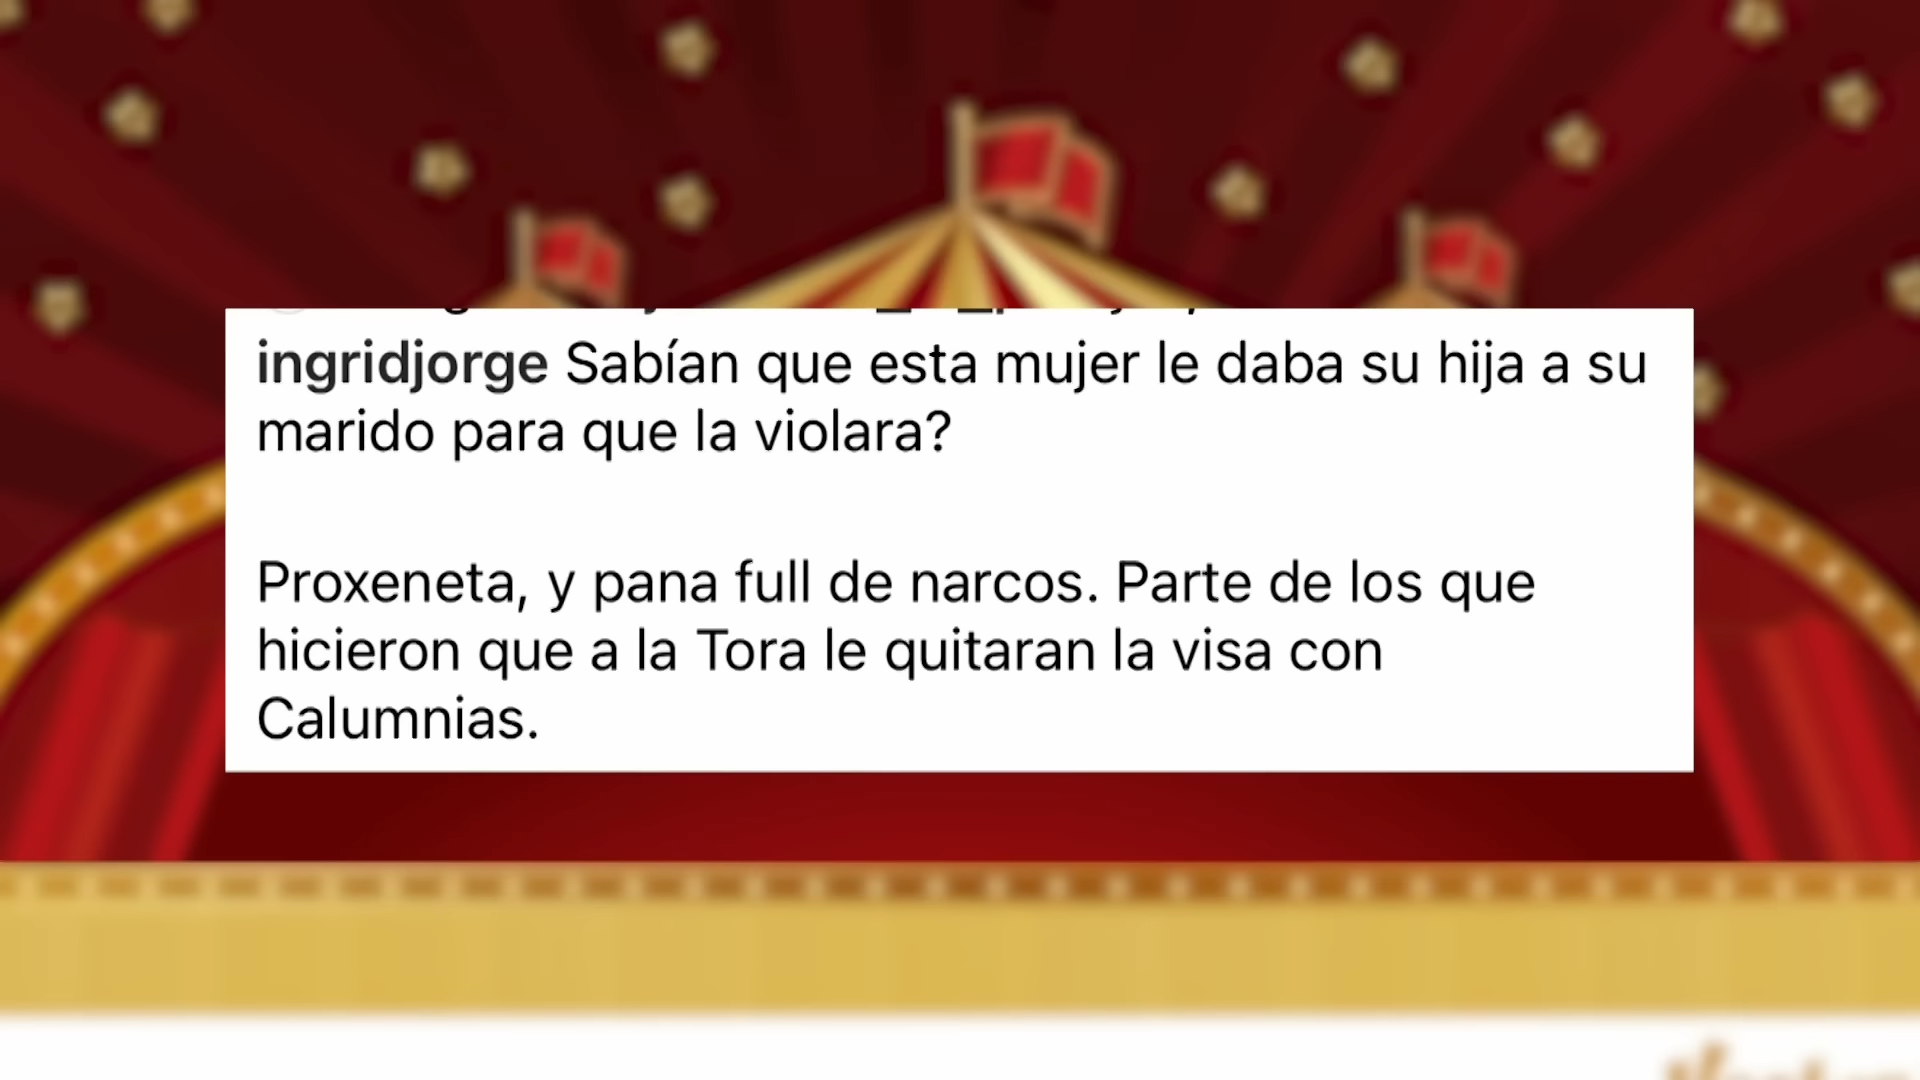 ingridjorge Sabían que esta mujer le daba su hija a su
marido para que la violara?
Proxeneta, y pana full de narcos. Parte de los que
hicieron que a la Tora le quitaran la visa con
Calumnias.